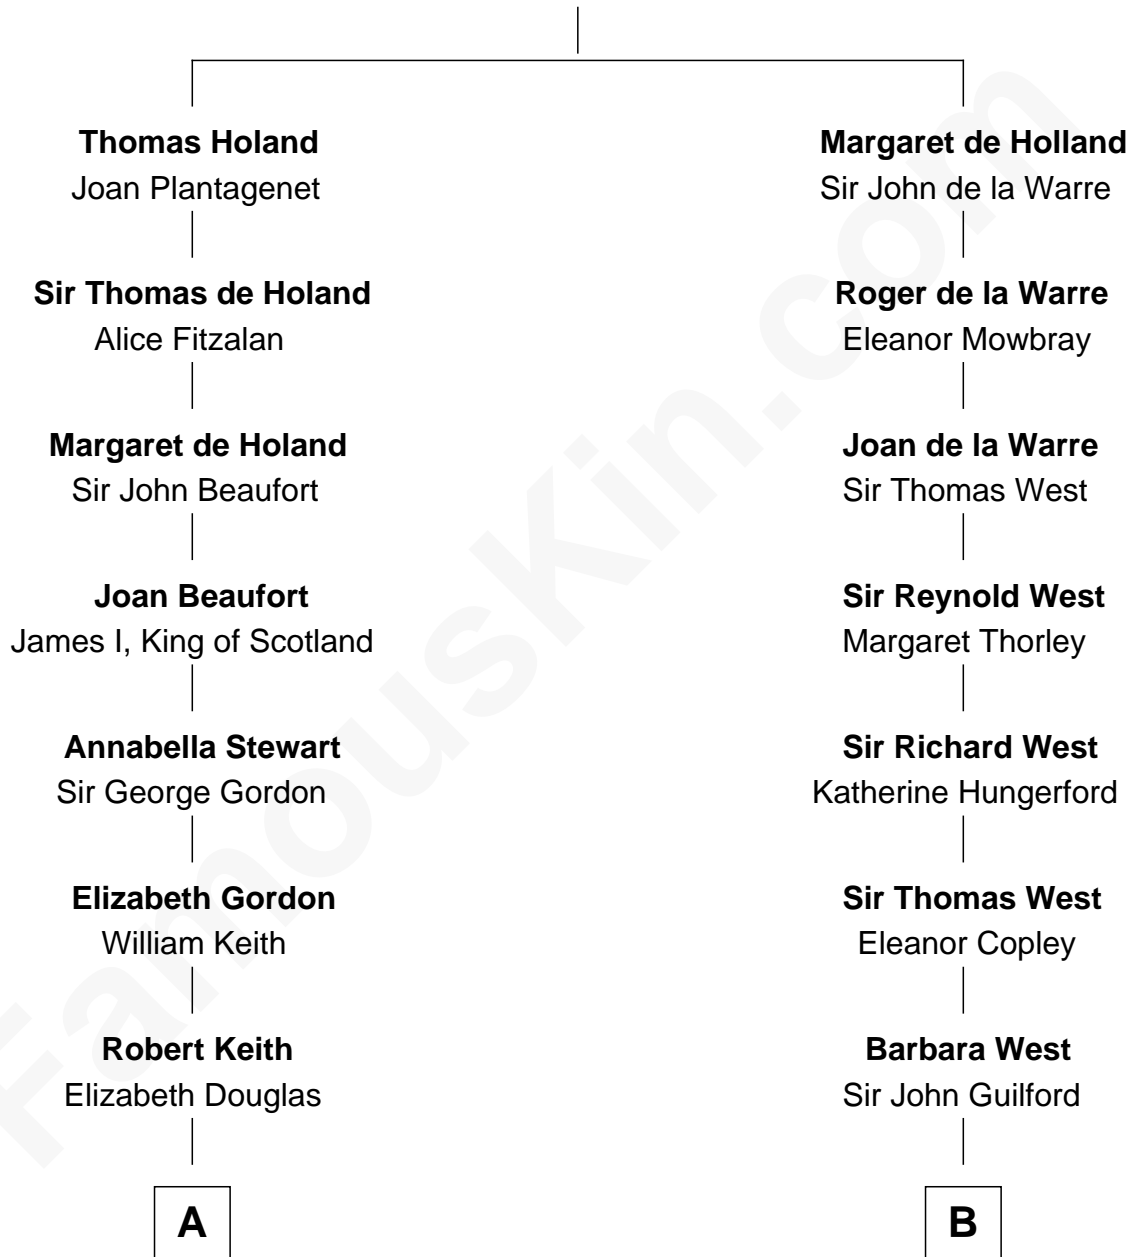 Thomas Holand
Joan Plantagenet
Sir Thomas de Holand
Alice Fitzalan
Margaret de Holand
Sir John Beaufort
Joan Beaufort
James I, King of Scotland
Annabella Stewart
Sir George Gordon
Elizabeth Gordon
William Keith
Robert Keith
Elizabeth Douglas
A
Margaret de Holland
Sir John de la Warre
Roger de la Warre
Eleanor Mowbray
Joan de la Warre
Sir Thomas West
Sir Reynold West
Margaret Thorley
Sir Richard West
Katherine Hungerford
Sir Thomas West
Eleanor Copley
Barbara West
Sir John Guilford
B
FamousKin.com